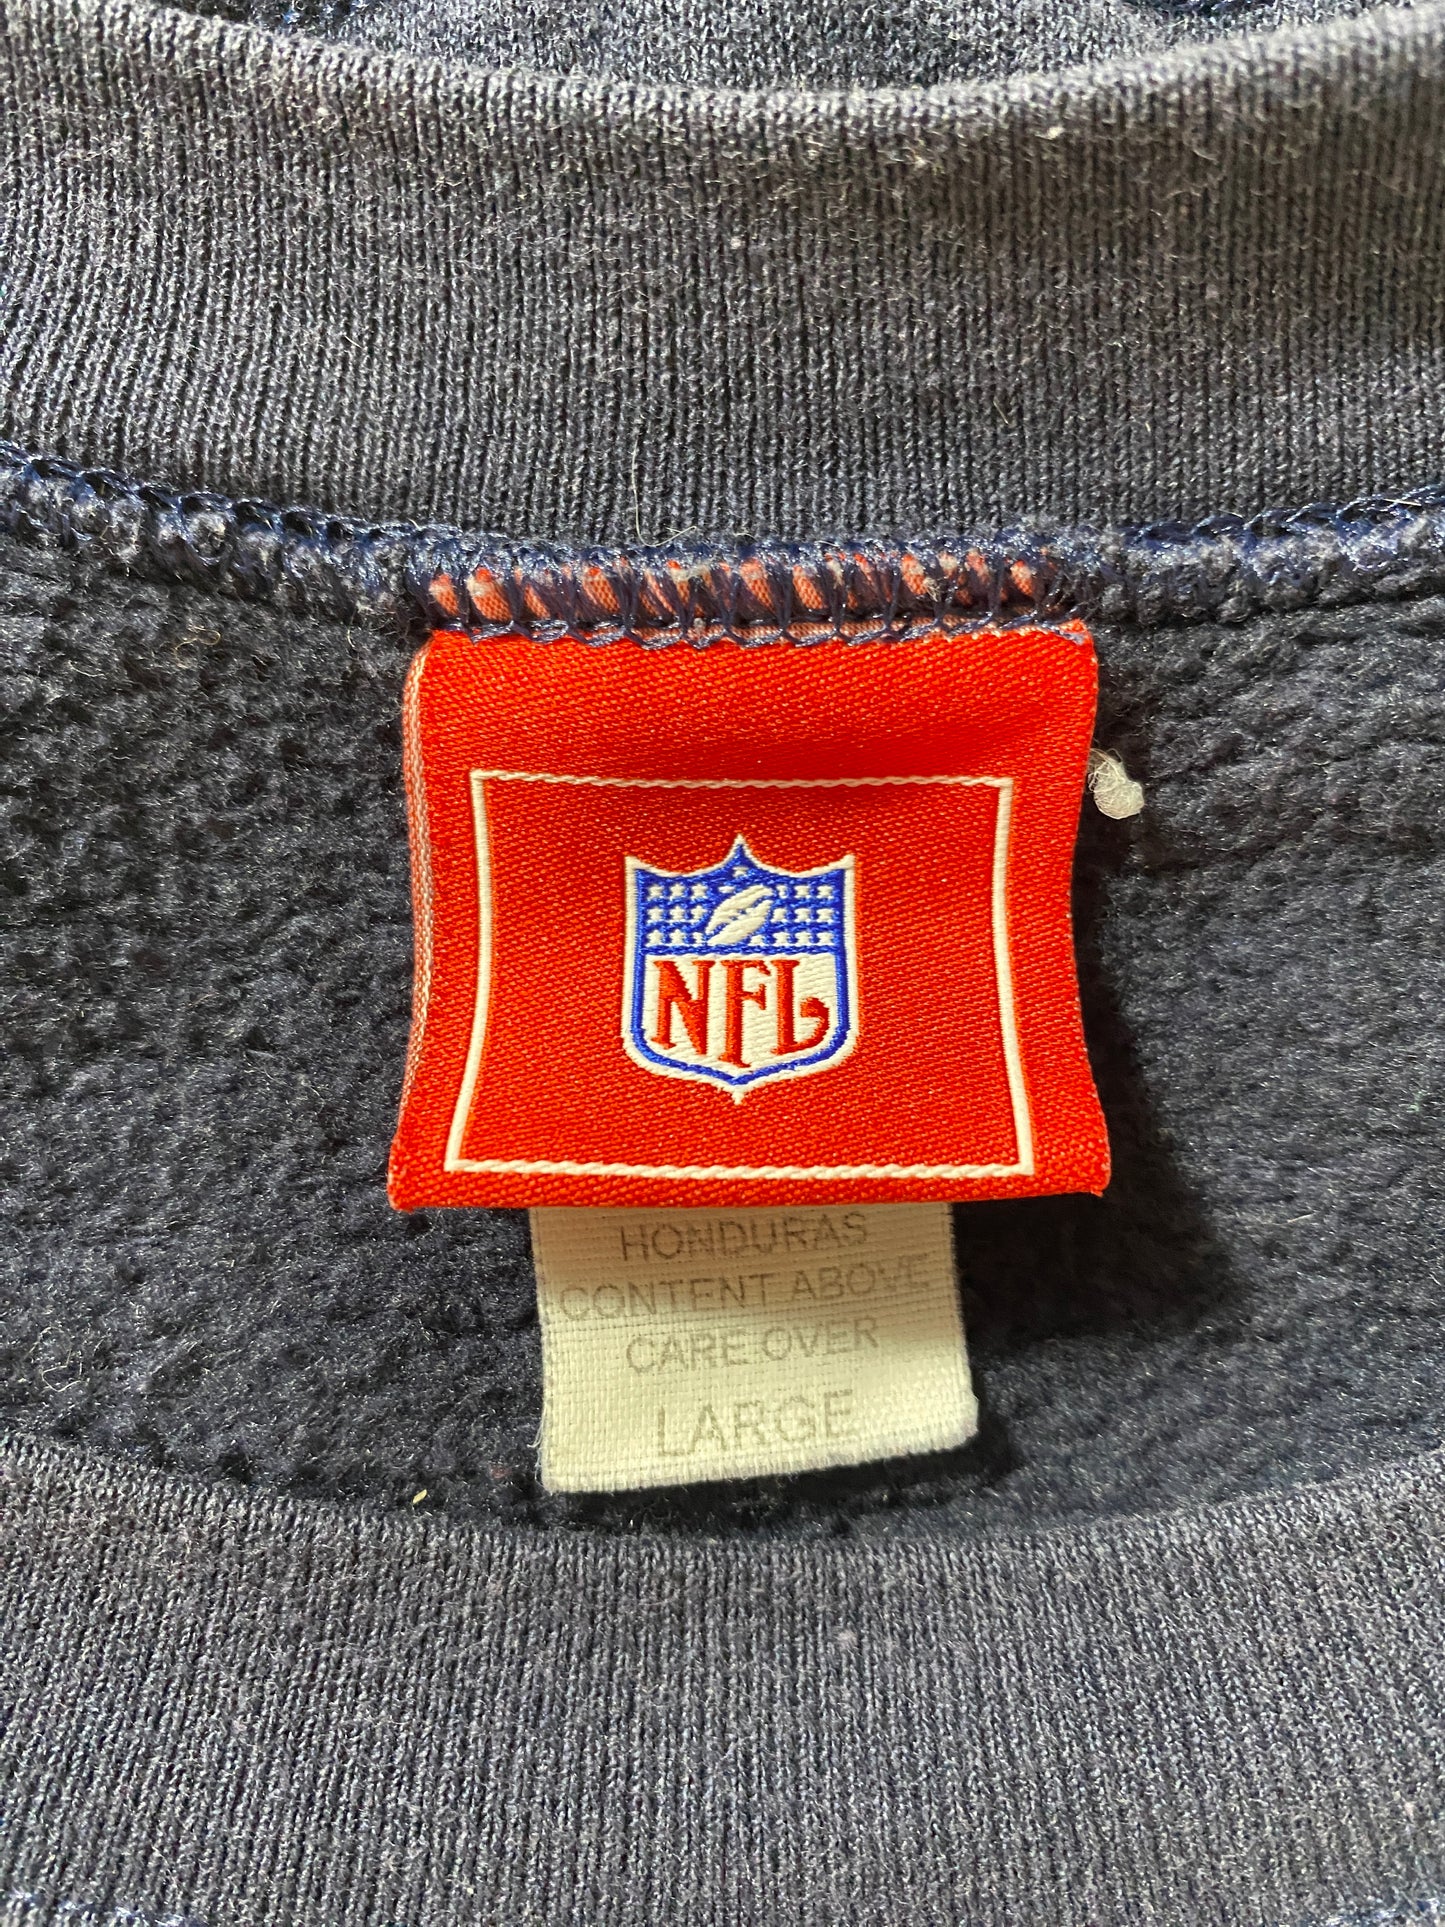 NFL
HONDURAS
CONTENT ABOVE
CARE OVER
LARGE